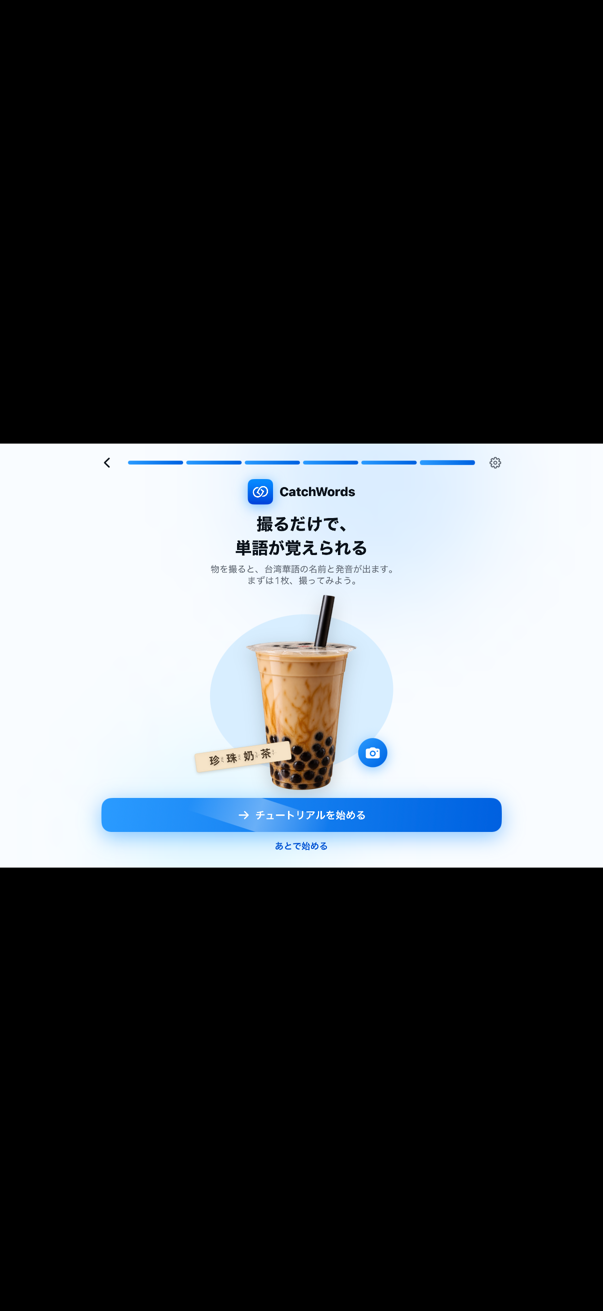 CatchWords
撮るだけで、
単語が覚えられる
物を撮ると、台湾華語の名前と発音が出ます。
まずは1枚、撮ってみよう。
珍珠奶茶
チュートリアルを始める
あとで始める